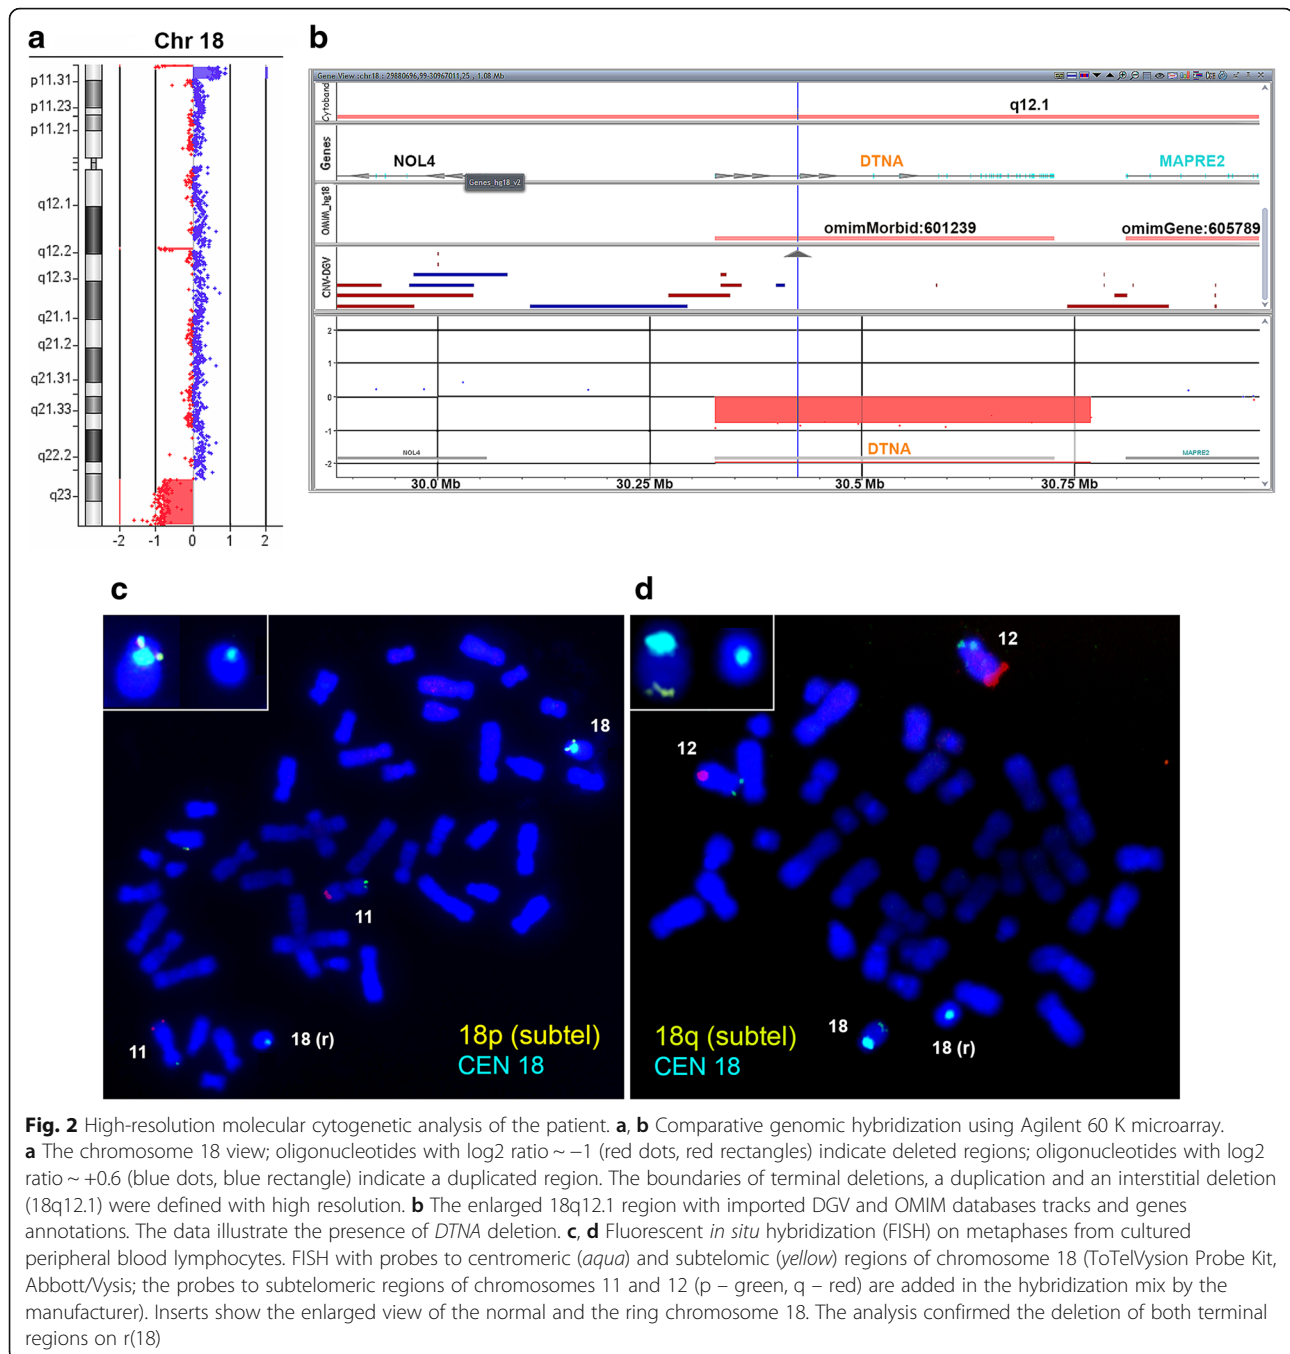 a
Chr 18
p11.31
p11.23
p11.21
q12.1
q12.2
q12.3
q21.1
q21.2
q21.31
q21.33
q22.2
q23
-2 -1 0 1 2
b
Gene View :chr18 : 29880696,99-30967011,25 , 1.08 Mb
Cytoband
q12.1
Genes
NOL4 DTNA MAPRE2
Genes_hg18_v2
OMIM_hg18
omimMorbid:601239 omimGene:605789
CNV-DGV
2
1
0
-1
-2
NOL4 DTNA MAPRE2
30.0 Mb 30.25 Mb 30.5 Mb 30.75 Mb
c
18
11
11
18 (r)
18p (subtel)
CEN 18
d
12
12
18
18 (r)
18q (subtel)
CEN 18
Fig. 2 High-resolution molecular cytogenetic analysis of the patient. a, b Comparative genomic hybridization using Agilent 60 K microarray.
a The chromosome 18 view; oligonucleotides with log2 ratio ~ −1 (red dots, red rectangles) indicate deleted regions; oligonucleotides with log2
ratio ~ +0.6 (blue dots, blue rectangle) indicate a duplicated region. The boundaries of terminal deletions, a duplication and an interstitial deletion
(18q12.1) were defined with high resolution. b The enlarged 18q12.1 region with imported DGV and OMIM databases tracks and genes
annotations. The data illustrate the presence of DTNA deletion. c, d Fluorescent in situ hybridization (FISH) on metaphases from cultured
peripheral blood lymphocytes. FISH with probes to centromeric (aqua) and subtelomic (yellow) regions of chromosome 18 (ToTelVysion Probe Kit,
Abbott/Vysis; the probes to subtelomeric regions of chromosomes 11 and 12 (p – green, q – red) are added in the hybridization mix by the
manufacturer). Inserts show the enlarged view of the normal and the ring chromosome 18. The analysis confirmed the deletion of both terminal
regions on r(18)